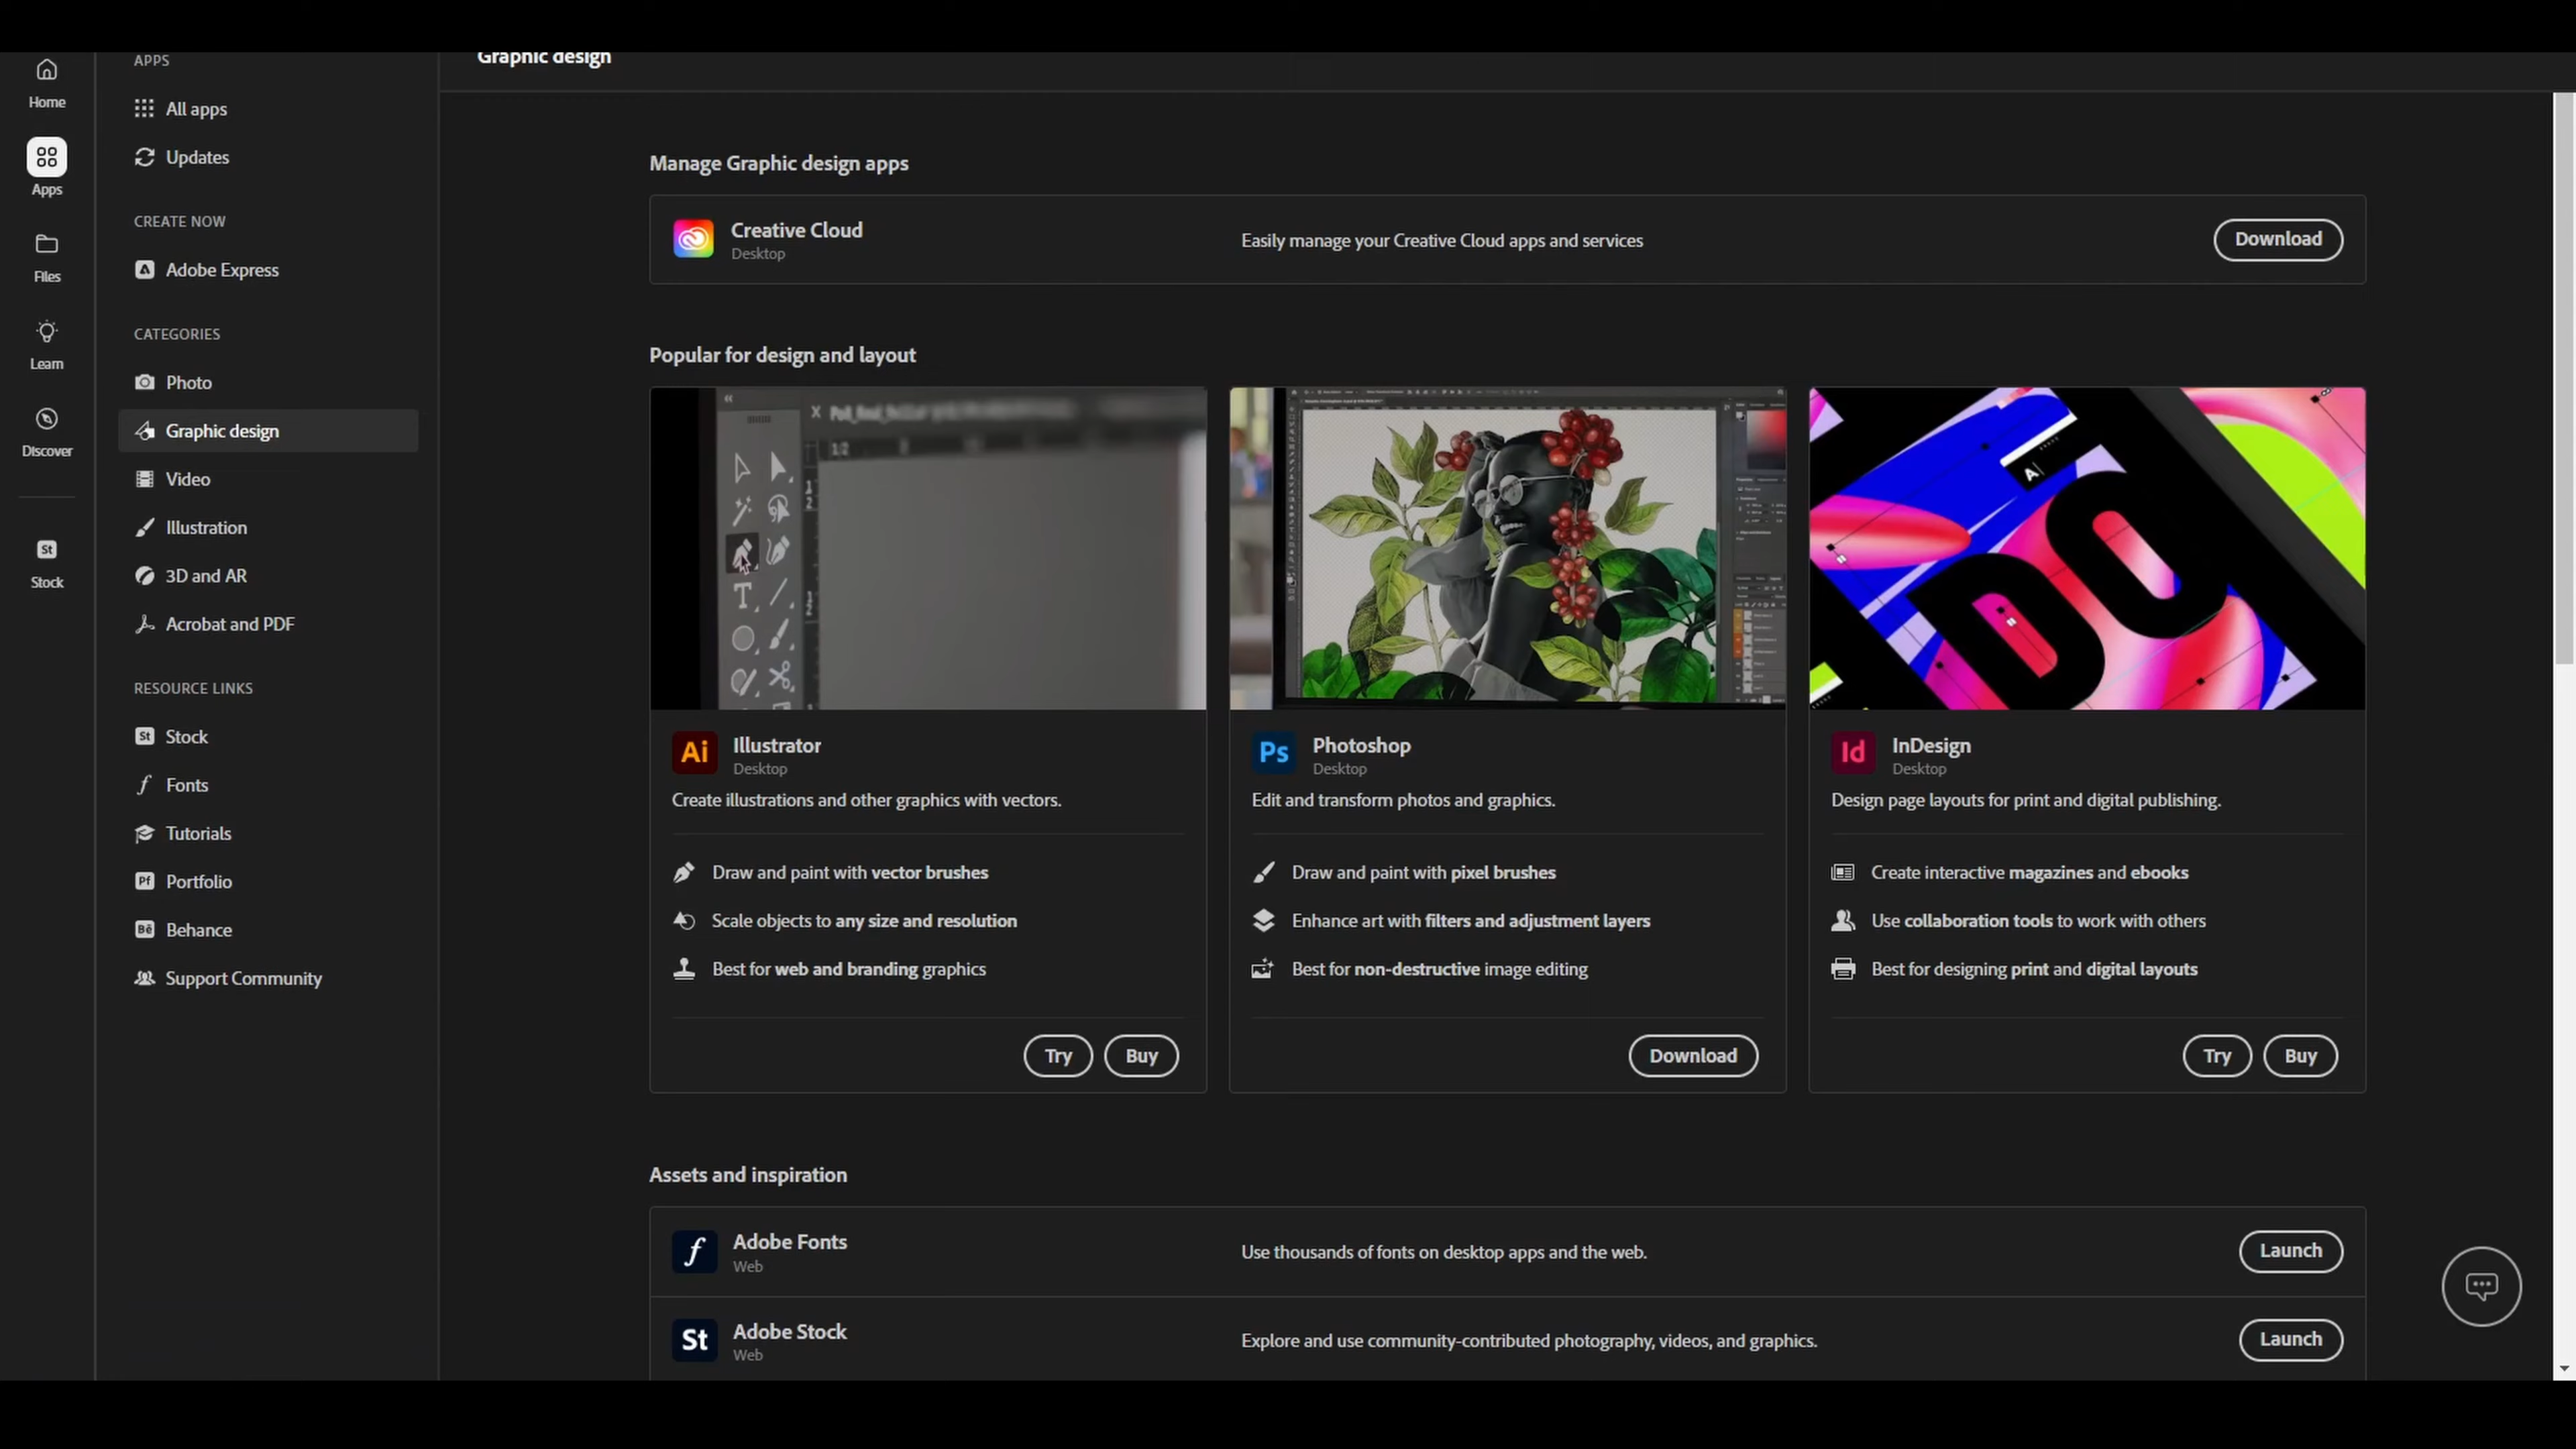 Home
Apps
Files
Learn
Discover
St
Stock
APPS
All apps
Updates
CREATE NOW
Adobe Express
CATEGORIES
Photo
Graphic design
Video
Illustration
3D and AR
Acrobat and PDF
RESOURCE LINKS
St Stock
Fonts
Tutorials
Pf Portfolio
Bē Behance
Support Community
Graphic design
Manage Graphic design apps
Creative Cloud
Desktop
Easily manage your Creative Cloud apps and services
Download
Popular for design and layout
Ai Illustrator
Desktop
Create illustrations and other graphics with vectors.
Draw and paint with vector brushes
Scale objects to any size and resolution
Best for web and branding graphics
Try Buy
Ps Photoshop
Desktop
Edit and transform photos and graphics.
Draw and paint with pixel brushes
Enhance art with filters and adjustment layers
Best for non-destructive image editing
Download
Id InDesign
Desktop
Design page layouts for print and digital publishing.
Create interactive magazines and ebooks
Use collaboration tools to work with others
Best for designing print and digital layouts
Try Buy
Assets and inspiration
Adobe Fonts
Web
Use thousands of fonts on desktop apps and the web.
Launch
St Adobe Stock
Web
Explore and use community-contributed photography, videos, and graphics.
Launch